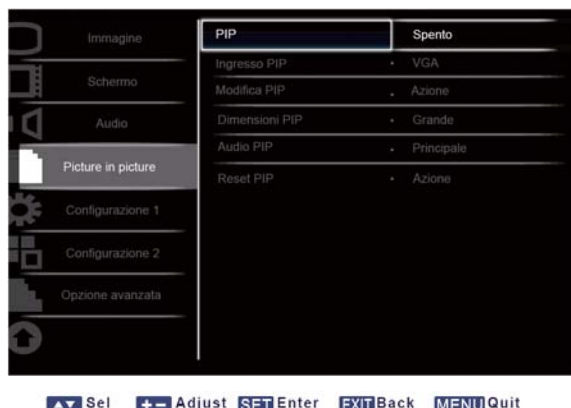 Immagine
Schermo
Audio
Picture in picture
Configurazione 1
Configurazione 2
Opzione avanzata
PIP Spento
Ingresso PIP • VGA
Modifica PIP • Azione
Dimensioni PIP • Grande
Audio PIP • Principale
Reset PIP • Azione
▲▼ Sel + − Adjust SET Enter EXIT Back MENU Quit